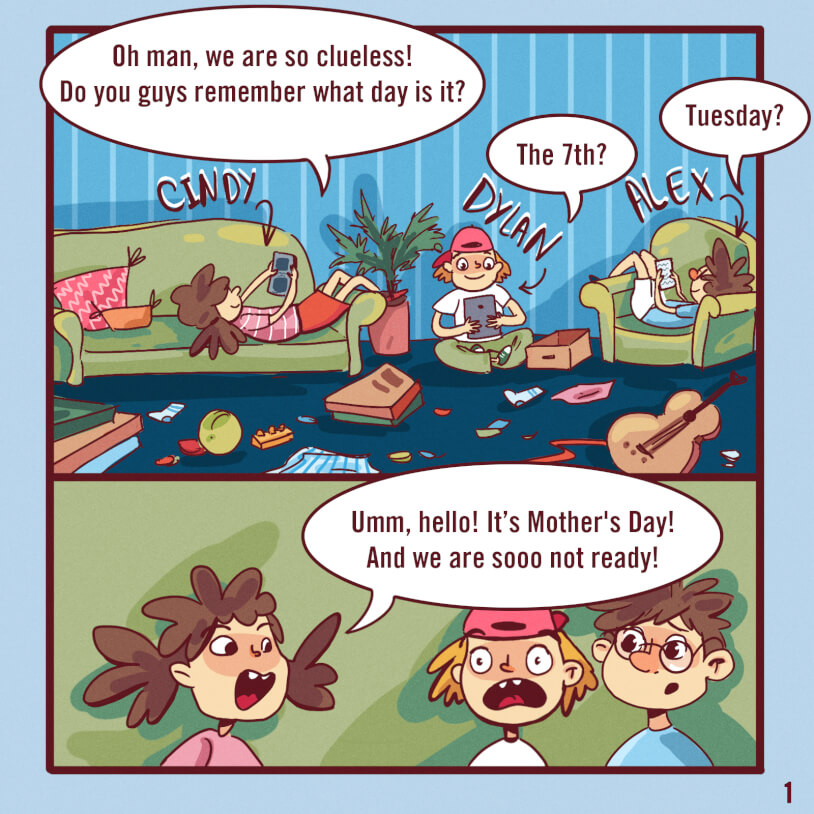 Oh man, we are so clueless!
Do you guys remember what day is it?
Tuesday?
The 7th?
CINDY
DYLAN
ALEX
Umm, hello! It’s Mother's Day!
And we are sooo not ready!
1